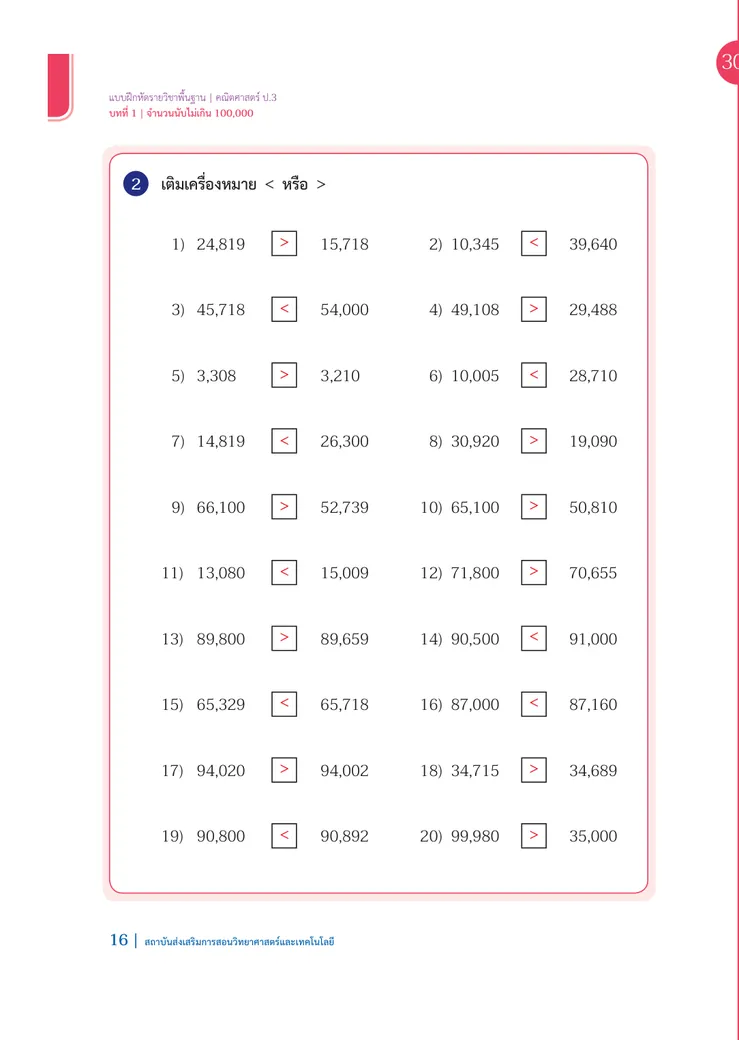 30
แบบฝึกหัดรายวิชาพื้นฐาน | คณิตศาสตร์ ป.3
บทที่ 1 | จำนวนนับไม่เกิน 100,000
2 เติมเครื่องหมาย < หรือ >
1) 24,819 > 15,718 2) 10,345 < 39,640
3) 45,718 < 54,000 4) 49,108 > 29,488
5) 3,308 > 3,210 6) 10,005 < 28,710
7) 14,819 < 26,300 8) 30,920 > 19,090
9) 66,100 > 52,739 10) 65,100 > 50,810
11) 13,080 < 15,009 12) 71,800 > 70,655
13) 89,800 > 89,659 14) 90,500 < 91,000
15) 65,329 < 65,718 16) 87,000 < 87,160
17) 94,020 > 94,002 18) 34,715 > 34,689
19) 90,800 < 90,892 20) 99,980 > 35,000
16 | สถาบันส่งเสริมการสอนวิทยาศาสตร์และเทคโนโลยี